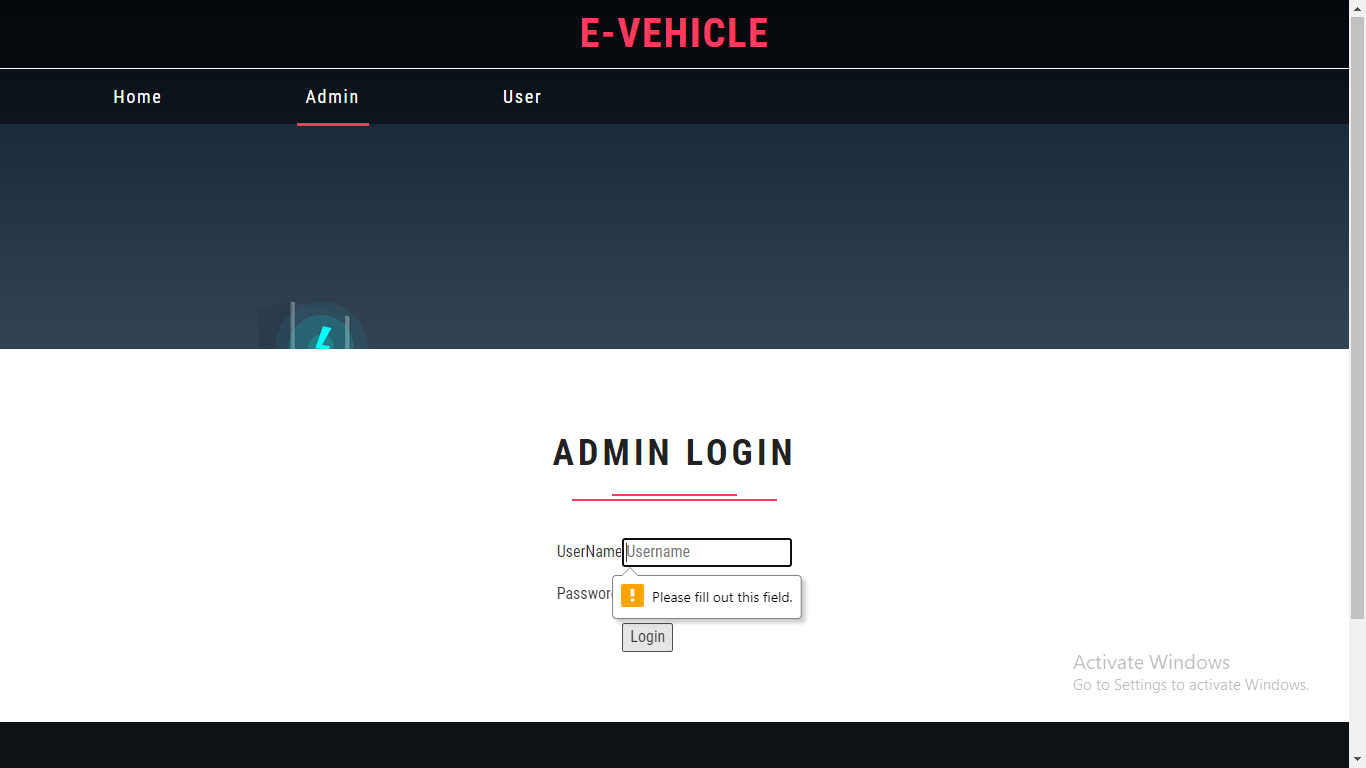 E-VEHICLE
Home Admin User
ADMIN LOGIN
UserName Username
Please fill out this field.
Login
Activate Windows
Go to Settings to activate Windows.